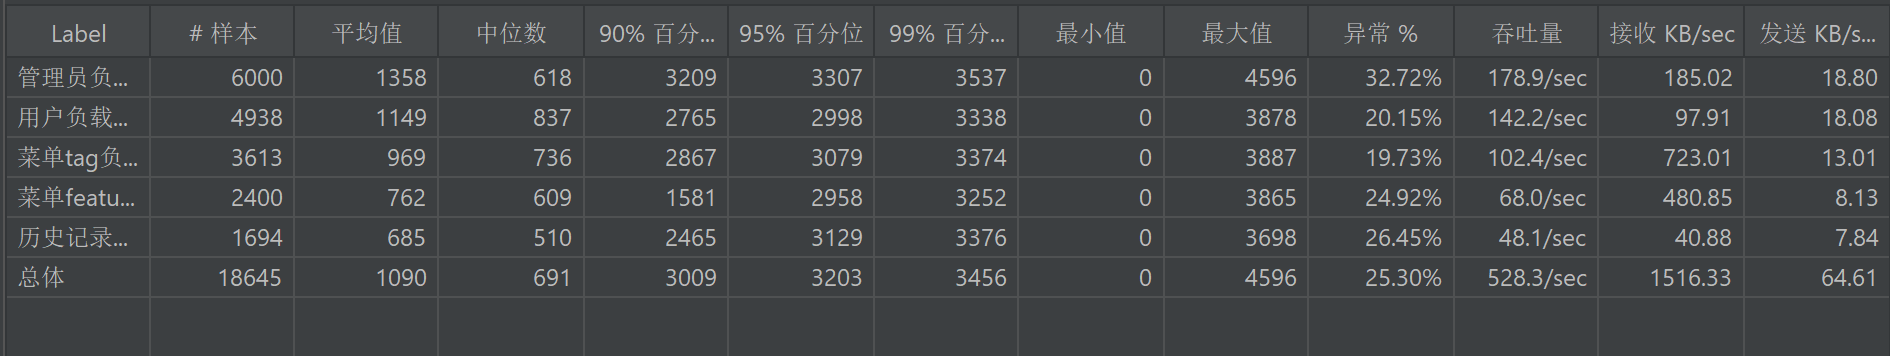 Label # 样本 平均值 中位数 90% 百分... 95% 百分位 99% 百分... 最小值 最大值 异常 % 吞吐量 接收 KB/sec 发送 KB/s...
管理员负... 6000 1358 618 3209 3307 3537 0 4596 32.72% 178.9/sec 185.02 18.80
用户负载... 4938 1149 837 2765 2998 3338 0 3878 20.15% 142.2/sec 97.91 18.08
菜单tag负... 3613 969 736 2867 3079 3374 0 3887 19.73% 102.4/sec 723.01 13.01
菜单featu... 2400 762 609 1581 2958 3252 0 3865 24.92% 68.0/sec 480.85 8.13
历史记录... 1694 685 510 2465 3129 3376 0 3698 26.45% 48.1/sec 40.88 7.84
总体 18645 1090 691 3009 3203 3456 0 4596 25.30% 528.3/sec 1516.33 64.61